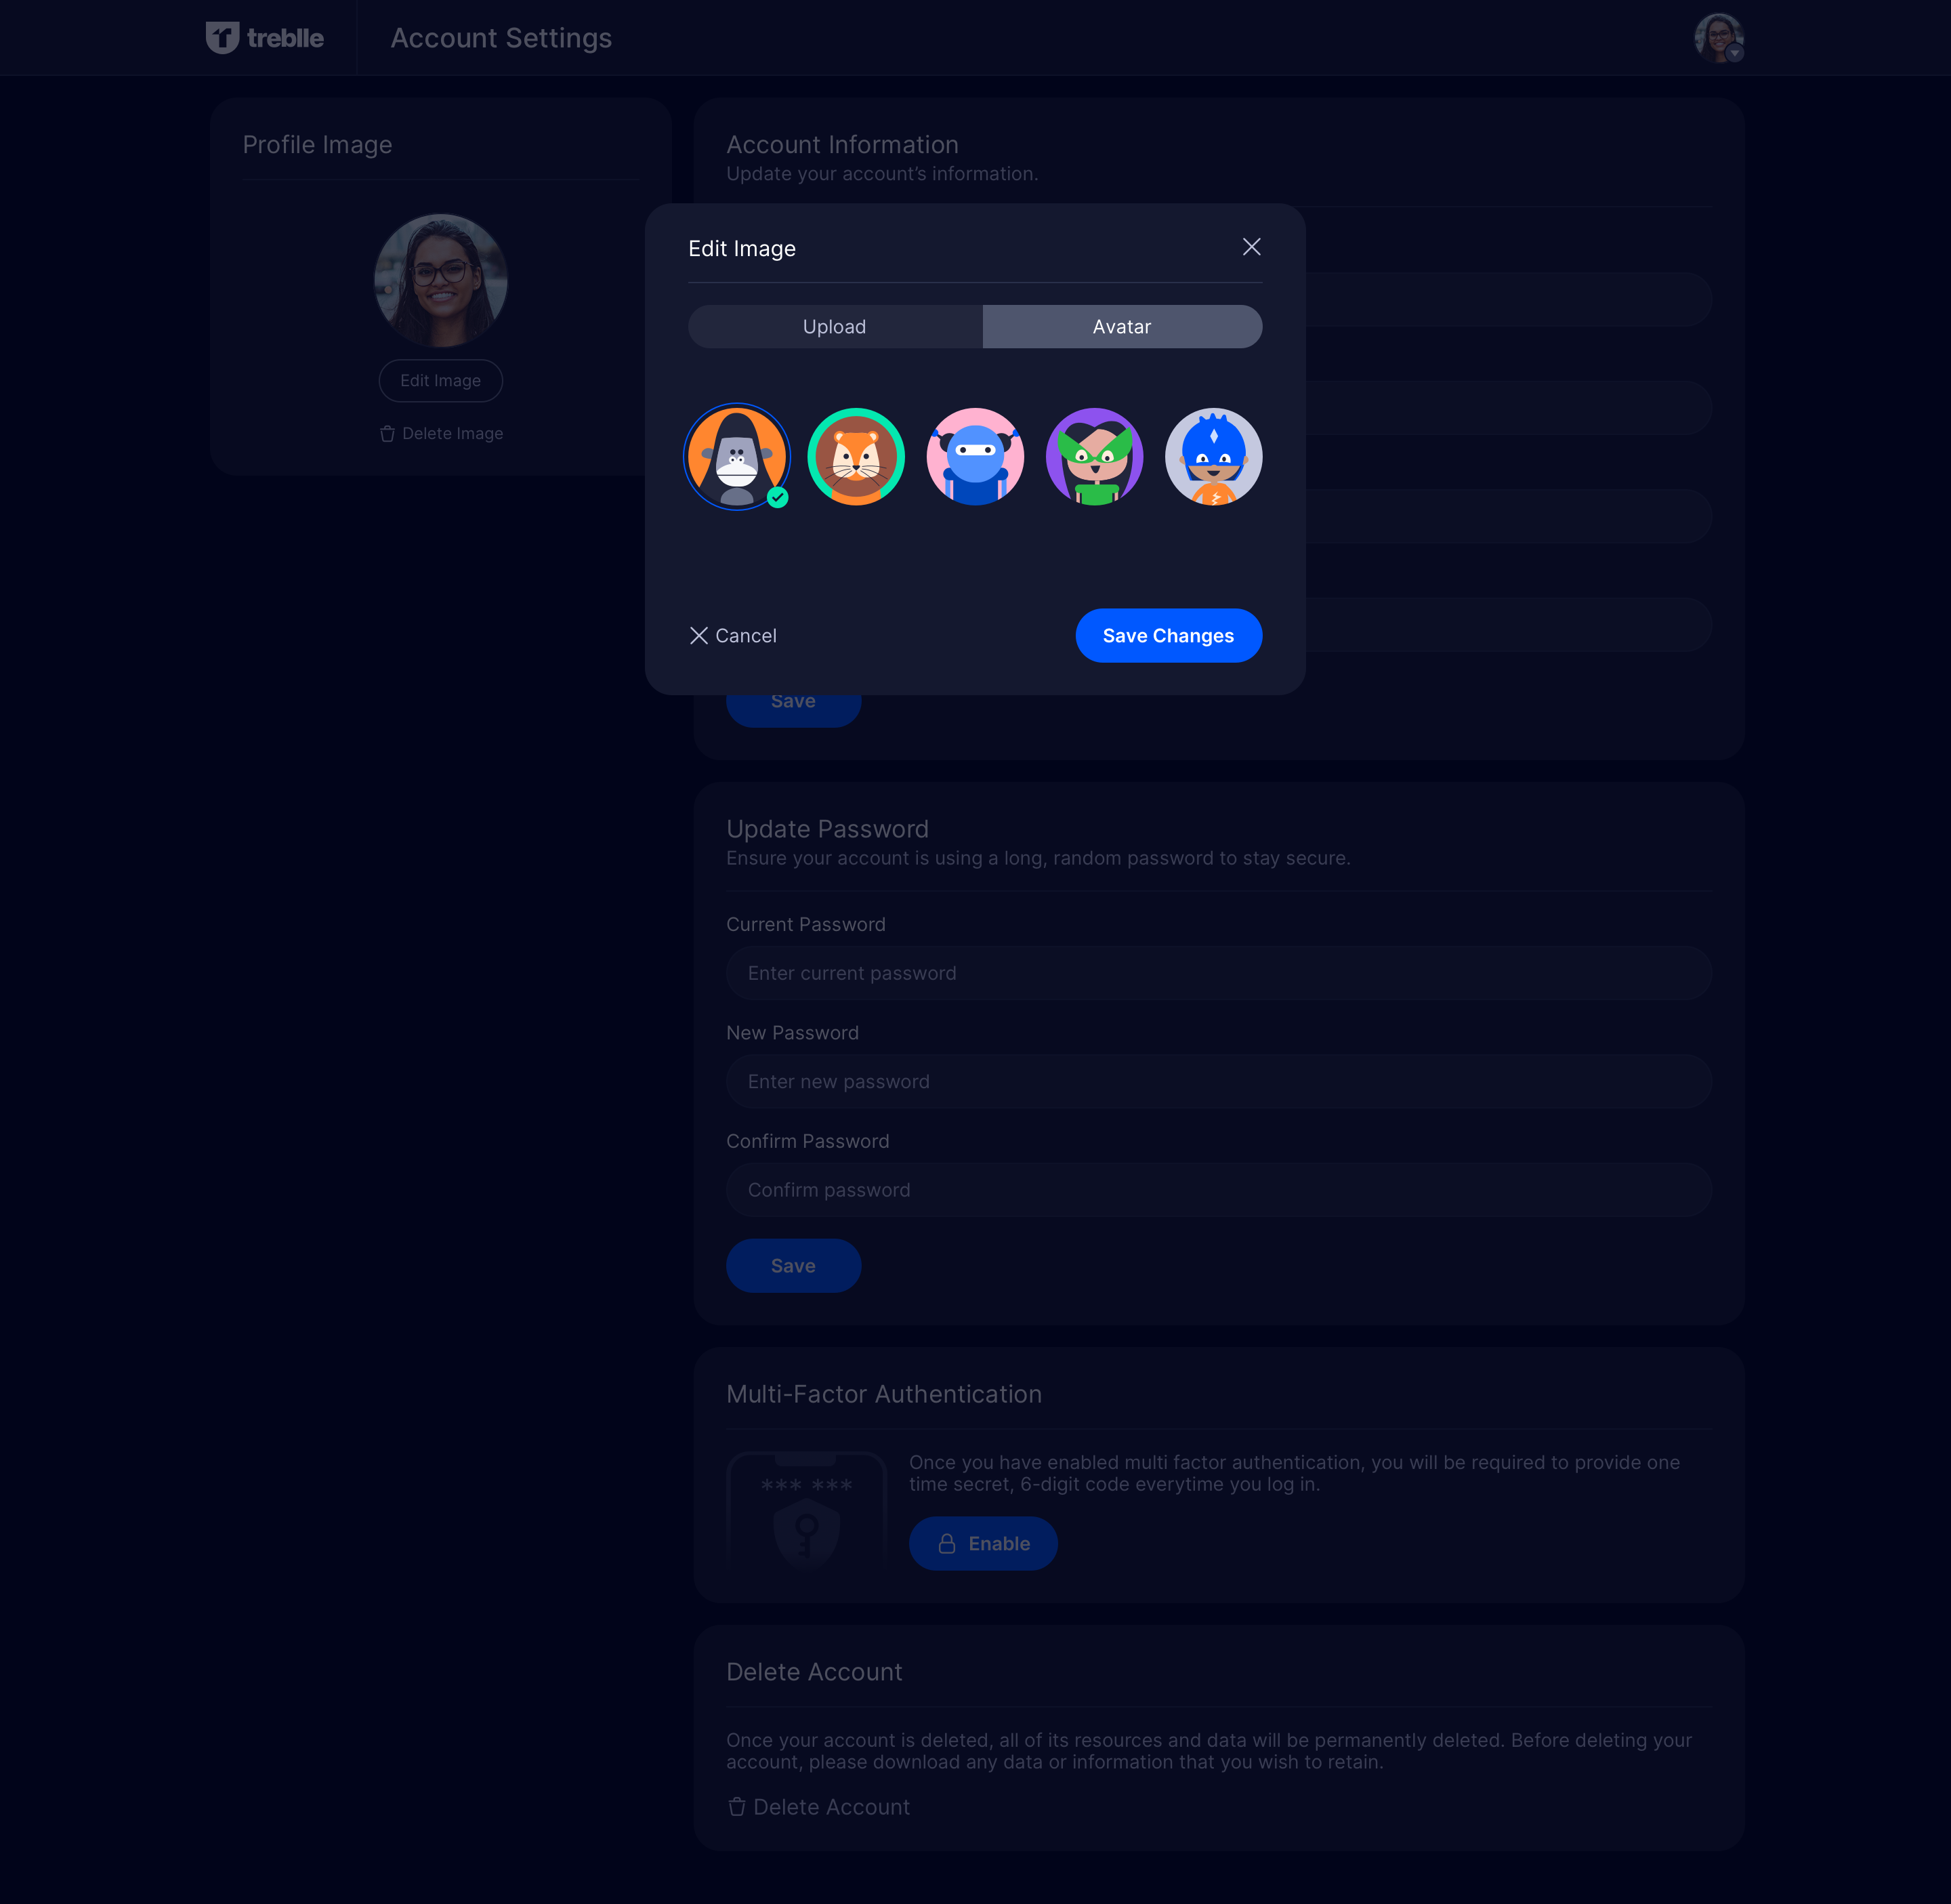 treblle
Account Settings
Profile Image
Edit Image
Delete Image
Account Information
Update your account’s information.
Edit Image
Upload
Avatar
Cancel
Save Changes
Save
Update Password
Ensure your account is using a long, random password to stay secure.
Current Password
Enter current password
New Password
Enter new password
Confirm Password
Confirm password
Save
Multi-Factor Authentication
*** ***
Once you have enabled multi factor authentication, you will be required to provide one
time secret, 6-digit code everytime you log in.
Enable
Delete Account
Once your account is deleted, all of its resources and data will be permanently deleted. Before deleting your
account, please download any data or information that you wish to retain.
Delete Account